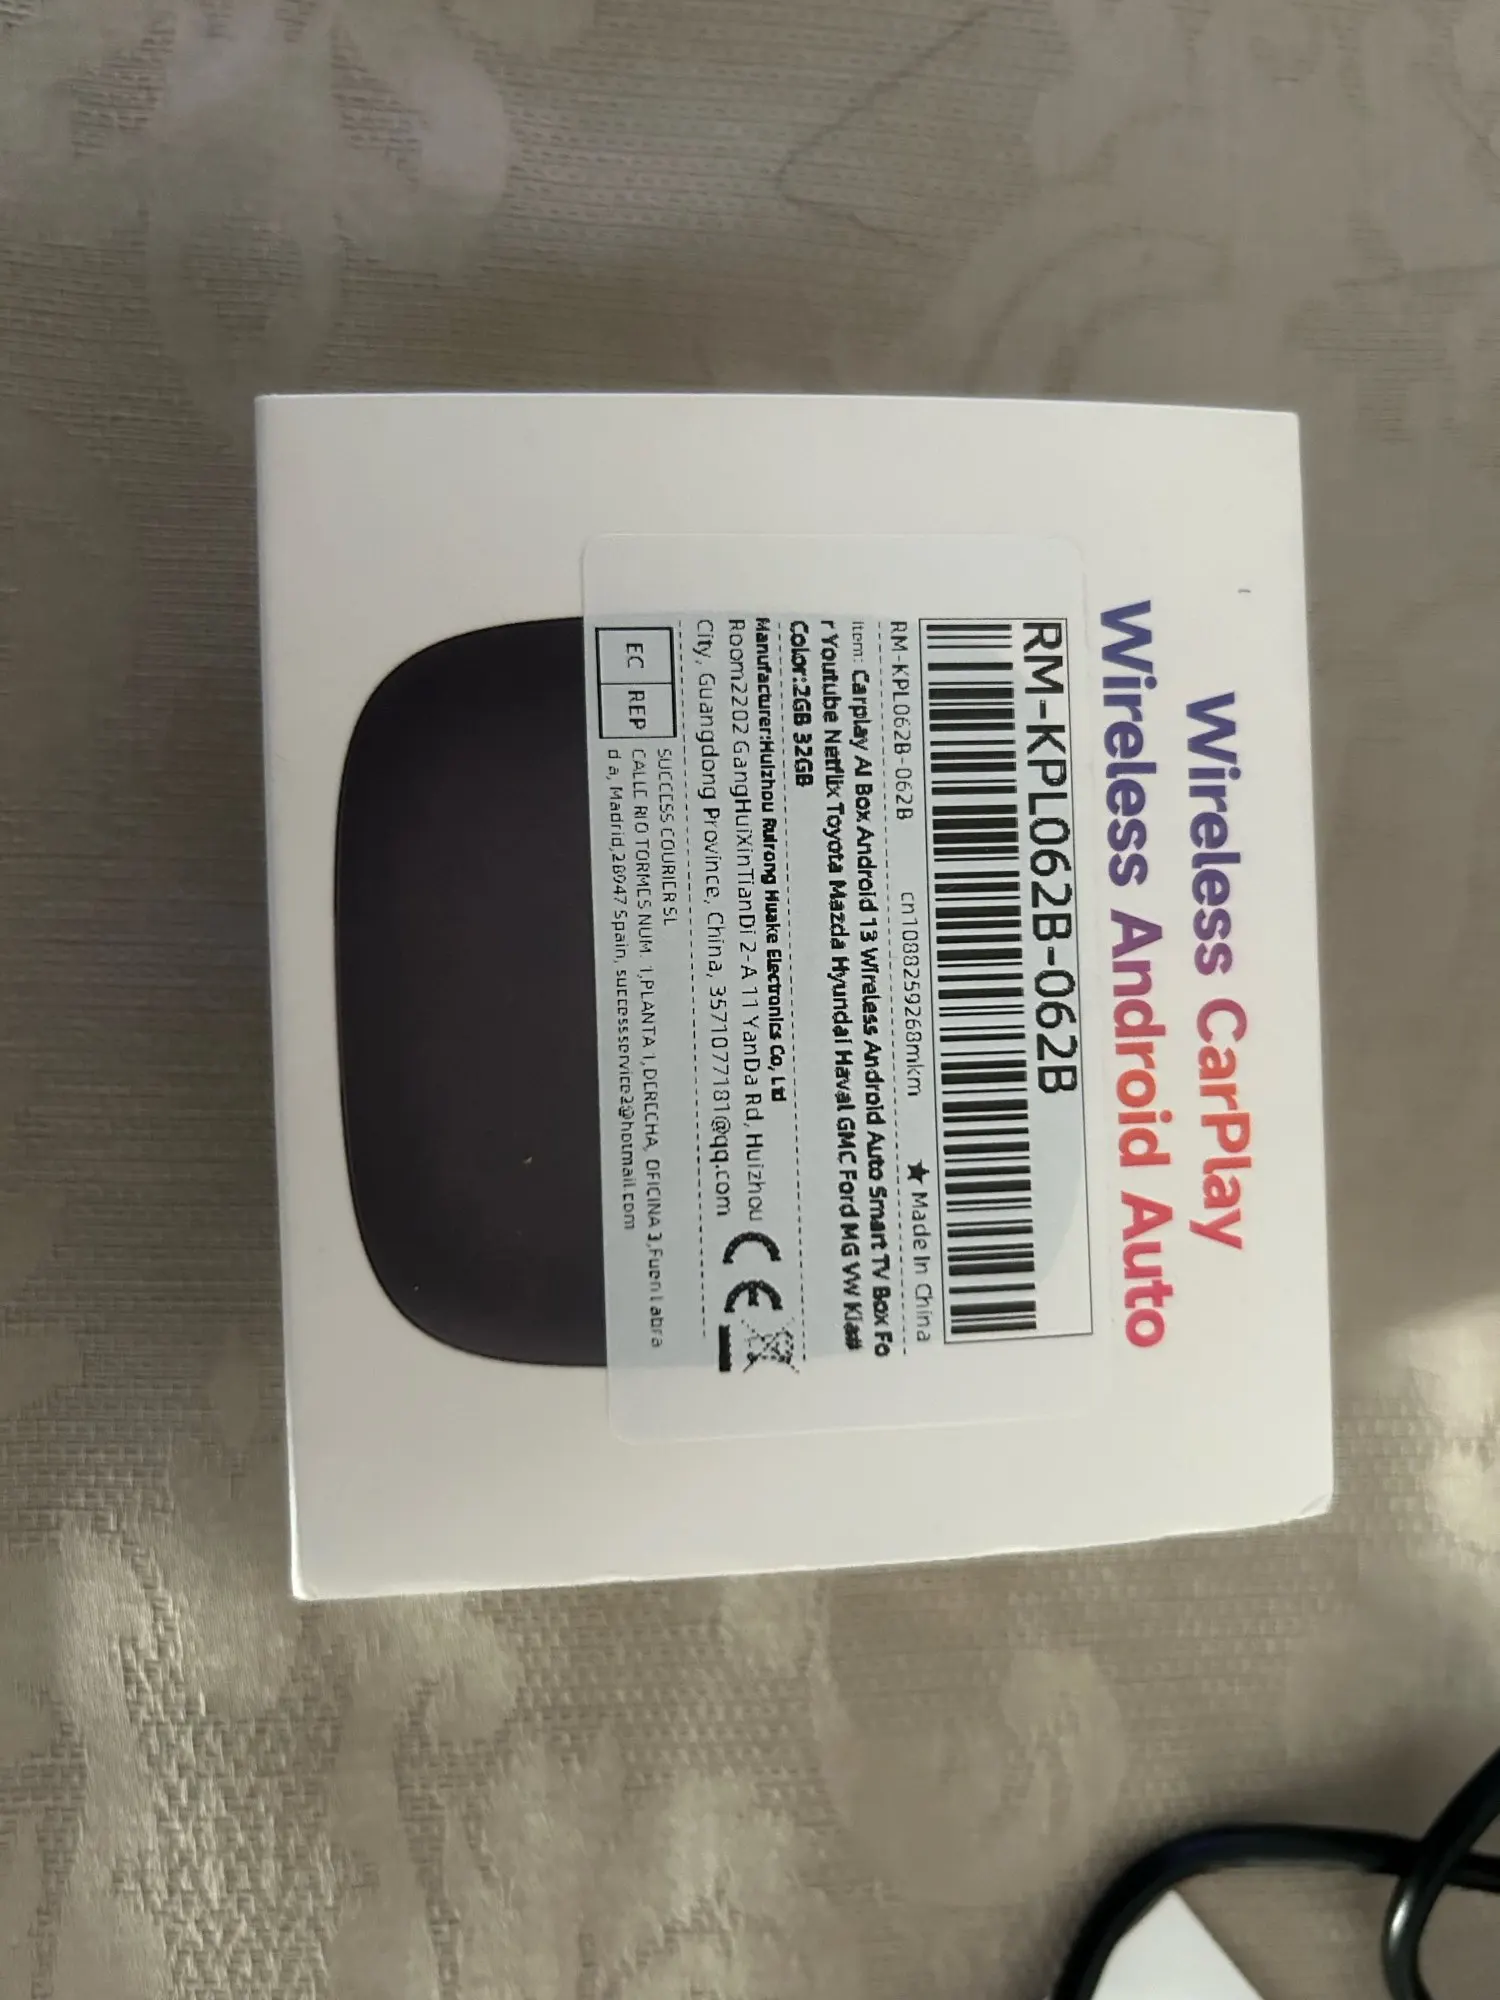 Wireless CarPlay
Wireless Android Auto
RM-KPL062B-062B
RM-KPL062B-062B cn1088259268mkm ★ Made In China
item: Carplay AI Box Android 13 Wireless Android Auto Smart TV Box Fo
r Youtube Netflix Toyota Mazda Hyundai Haval GMC Ford MG VW Kia#
Color:2GB 32GB
Manufacturer:Huizhou Ruirong Huake Electronics Co, Ltd
Room2202 GangHuiXinTianDi 2-A 11 YanDa Rd, Huizhou
City, Guangdong Province, China, 3571077181@qq.com
CE
EC REP
SUCCESS COURIER SL
CALLE RIO TORMES NUM. 1,PLANTA 1, DERECHA, OFICINA 3,Fuenlabra
da, Madrid,28947 Spain, successservice2@hotmail.com